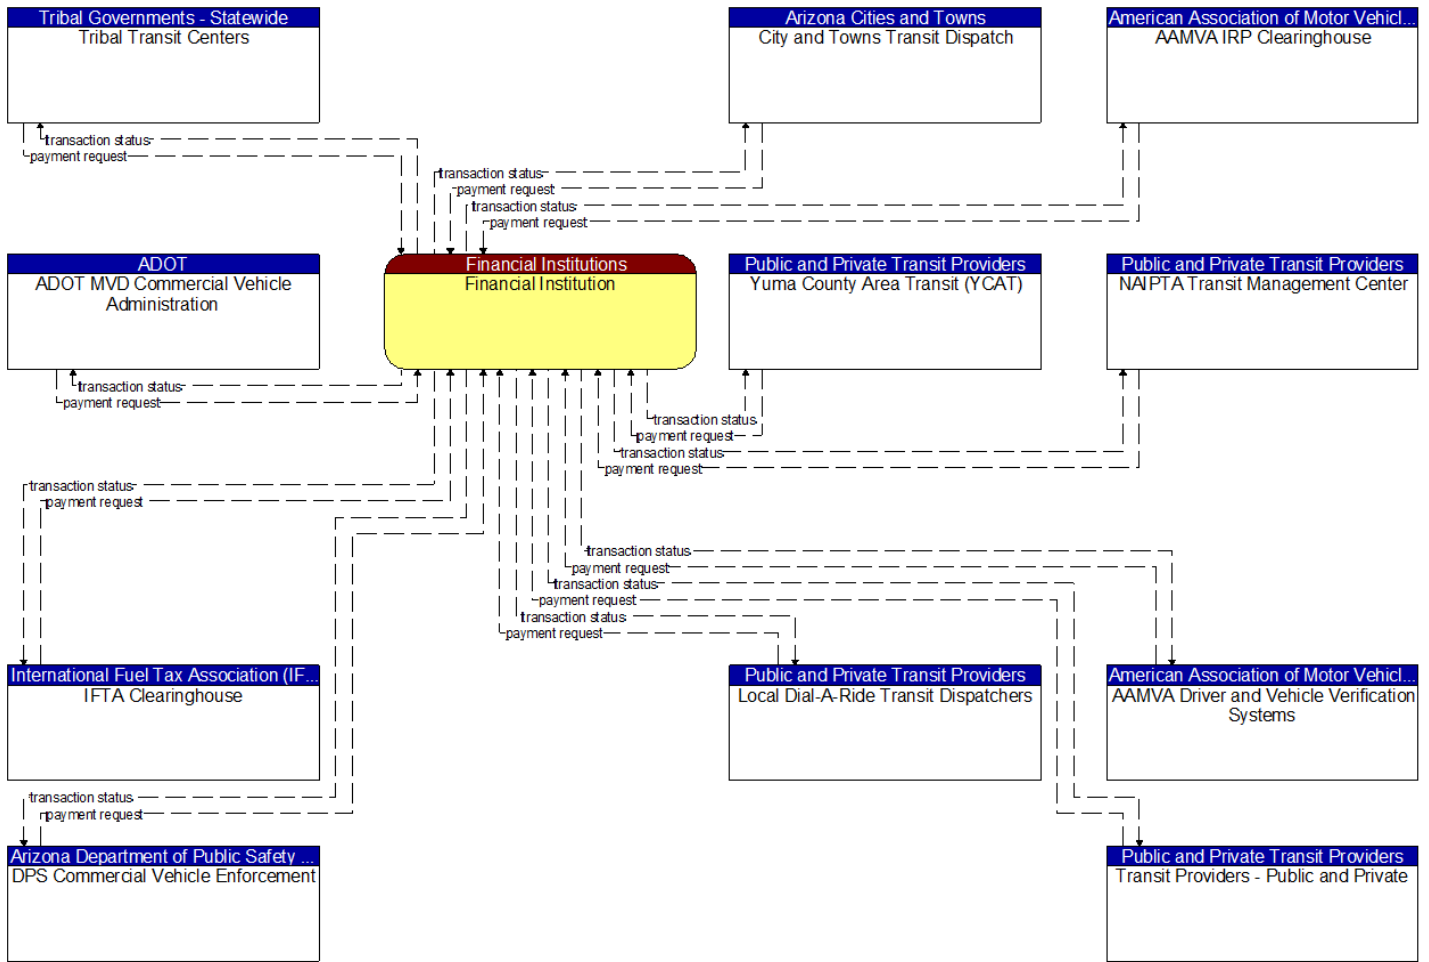 Tribal Governments - Statewide
Tribal Transit Centers
Arizona Cities and Towns
City and Towns Transit Dispatch
American Association of Motor Vehicl...
AAMVA IRP Clearinghouse
transaction status
payment request
transaction status
payment request
transaction status
payment request
ADOT
ADOT MVD Commercial Vehicle
Administration
Financial Institutions
Financial Institution
Public and Private Transit Providers
Yuma County Area Transit (YCAT)
Public and Private Transit Providers
NAIPTA Transit Management Center
transaction status
payment request
transaction status
payment request
transaction status
payment request
transaction status
payment request
transaction status
payment request
transaction status
payment request
transaction status
payment request
International Fuel Tax Association (IF...
IFTA Clearinghouse
Public and Private Transit Providers
Local Dial-A-Ride Transit Dispatchers
American Association of Motor Vehicl...
AAMVA Driver and Vehicle Verification
Systems
transaction status
payment request
Arizona Department of Public Safety ...
DPS Commercial Vehicle Enforcement
Public and Private Transit Providers
Transit Providers - Public and Private